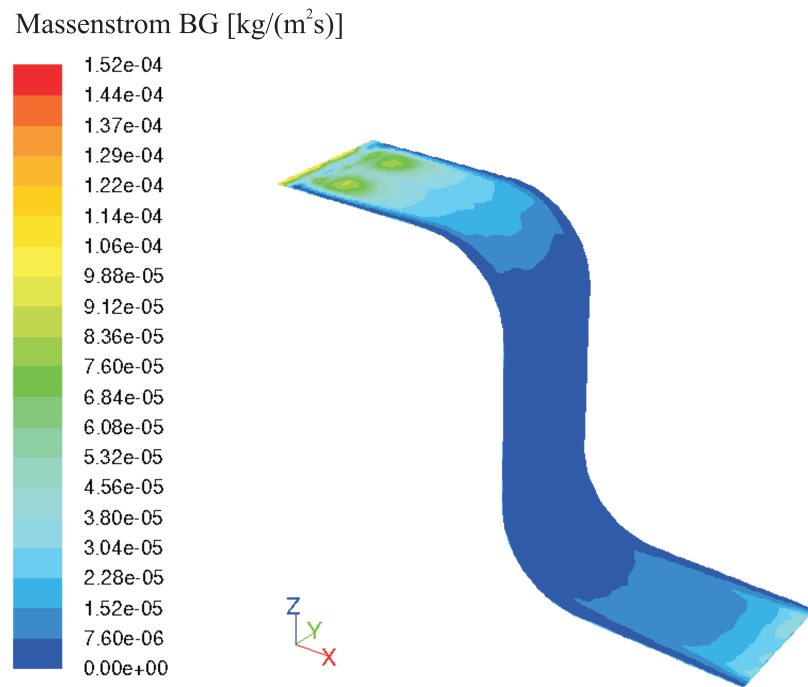 Massenstrom BG [kg/(m²s)]
1.52e-04
1.44e-04
1.37e-04
1.29e-04
1.22e-04
1.14e-04
1.06e-04
9.88e-05
9.12e-05
8.36e-05
7.60e-05
6.84e-05
6.08e-05
5.32e-05
4.56e-05
3.80e-05
3.04e-05
2.28e-05
1.52e-05
7.60e-06
0.00e+00
Z
Y
X